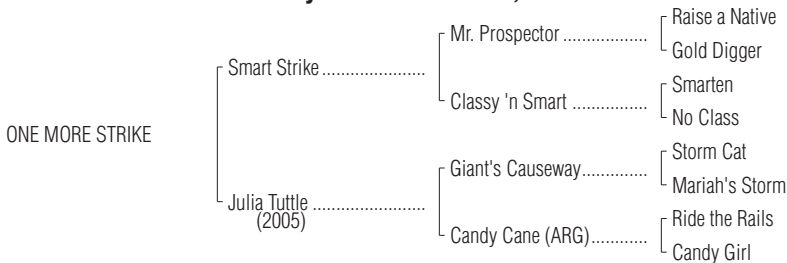 Raise a Native
Mr. Prospector ..................
Gold Digger
Smart Strike......................
Smarten
Classy 'n Smart ................
No Class
ONE MORE STRIKE
Storm Cat
Giant's Causeway..............
Mariah's Storm
Julia Tuttle ........................
(2005)
Ride the Rails
Candy Cane (ARG)............
Candy Girl